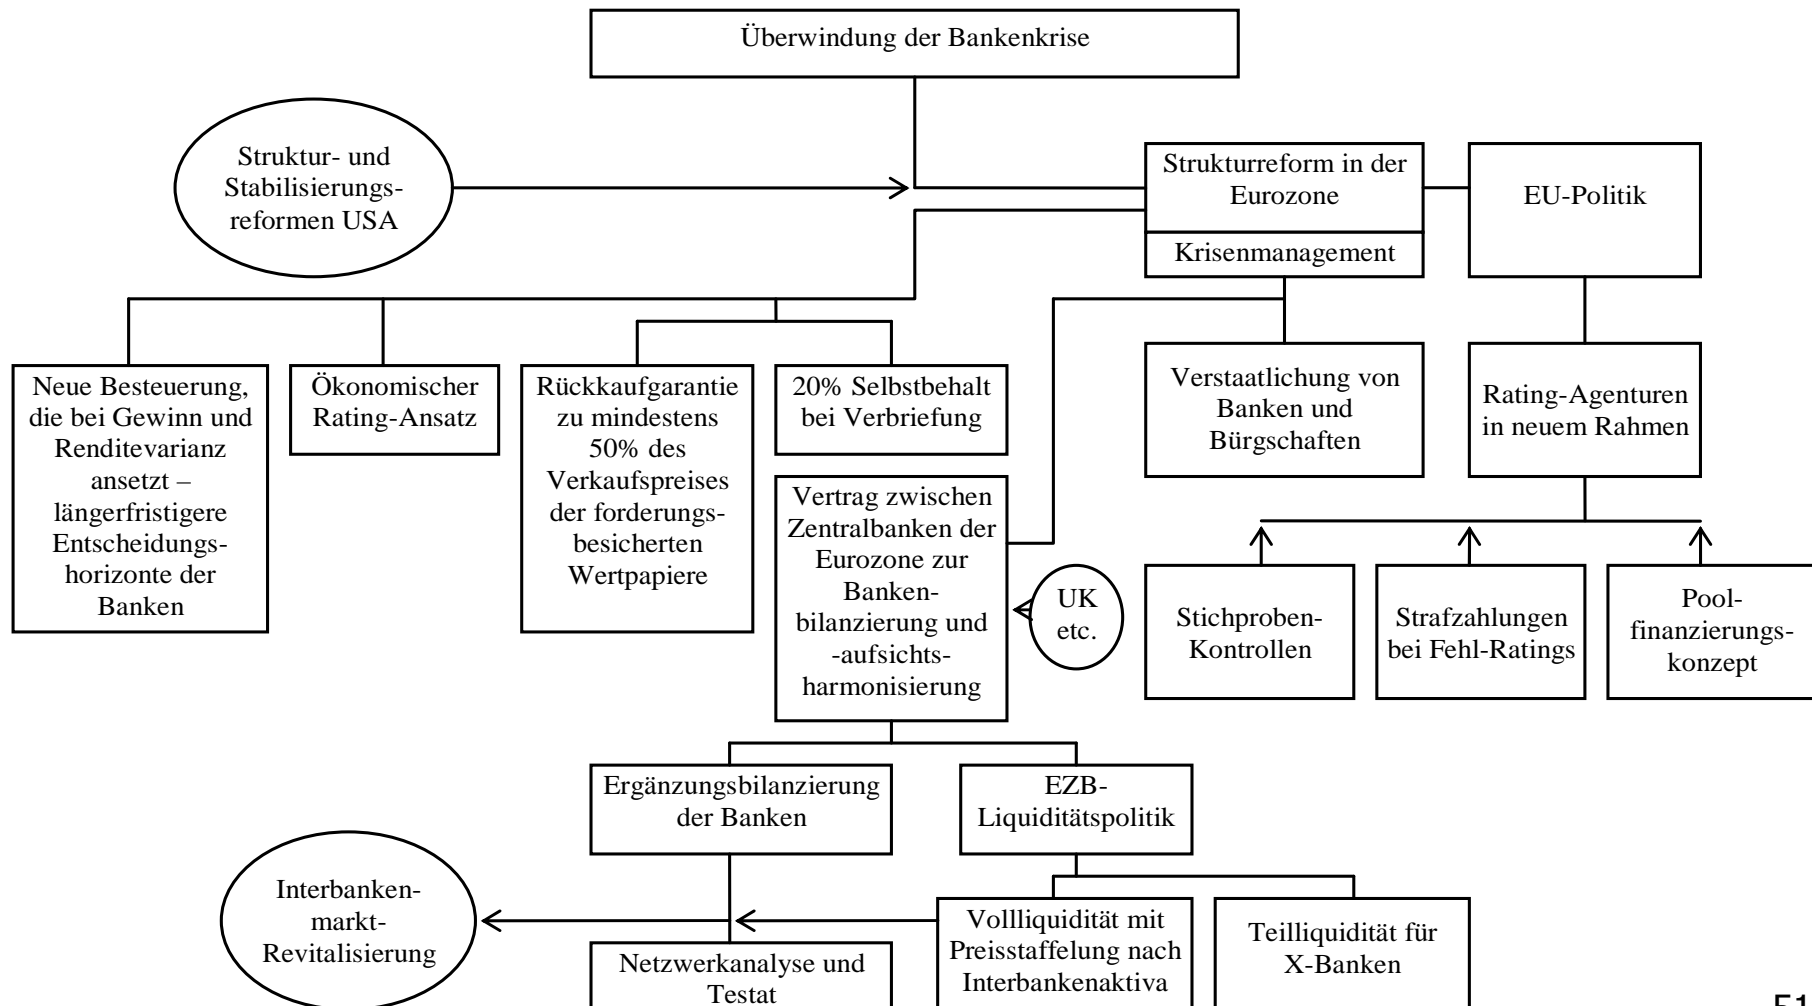 Überwindung der Bankenkrise
Struktur- und
Stabilisierungs-
reformen USA
Strukturreform in der
Eurozone
Krisenmanagement
EU-Politik
Neue Besteuerung,
die bei Gewinn und
Renditevarianz
ansetzt –
längerfristigere
Entscheidungs-
horizonte der
Banken
Ökonomischer
Rating-Ansatz
Rückkaufgarantie
zu mindestens
50% des
Verkaufspreises
der forderungs-
besicherten
Wertpapiere
20% Selbstbehalt
bei Verbriefung
Verstaatlichung von
Banken und
Bürgschaften
Rating-Agenturen
in neuem Rahmen
Vertrag zwischen
Zentralbanken der
Eurozone zur
Banken-
bilanzierung und
-aufsichts-
harmonisierung
UK
etc.
Stichproben-
Kontrollen
Strafzahlungen
bei Fehl-Ratings
Pool-
finanzierungs-
konzept
Ergänzungsbilanzierung
der Banken
EZB-
Liquiditätspolitik
Interbanken-
markt-
Revitalisierung
Netzwerkanalyse und
Testat
Vollliquidität mit
Preisstaffelung nach
Interbankenaktiva
Teilliquidität für
X-Banken
51